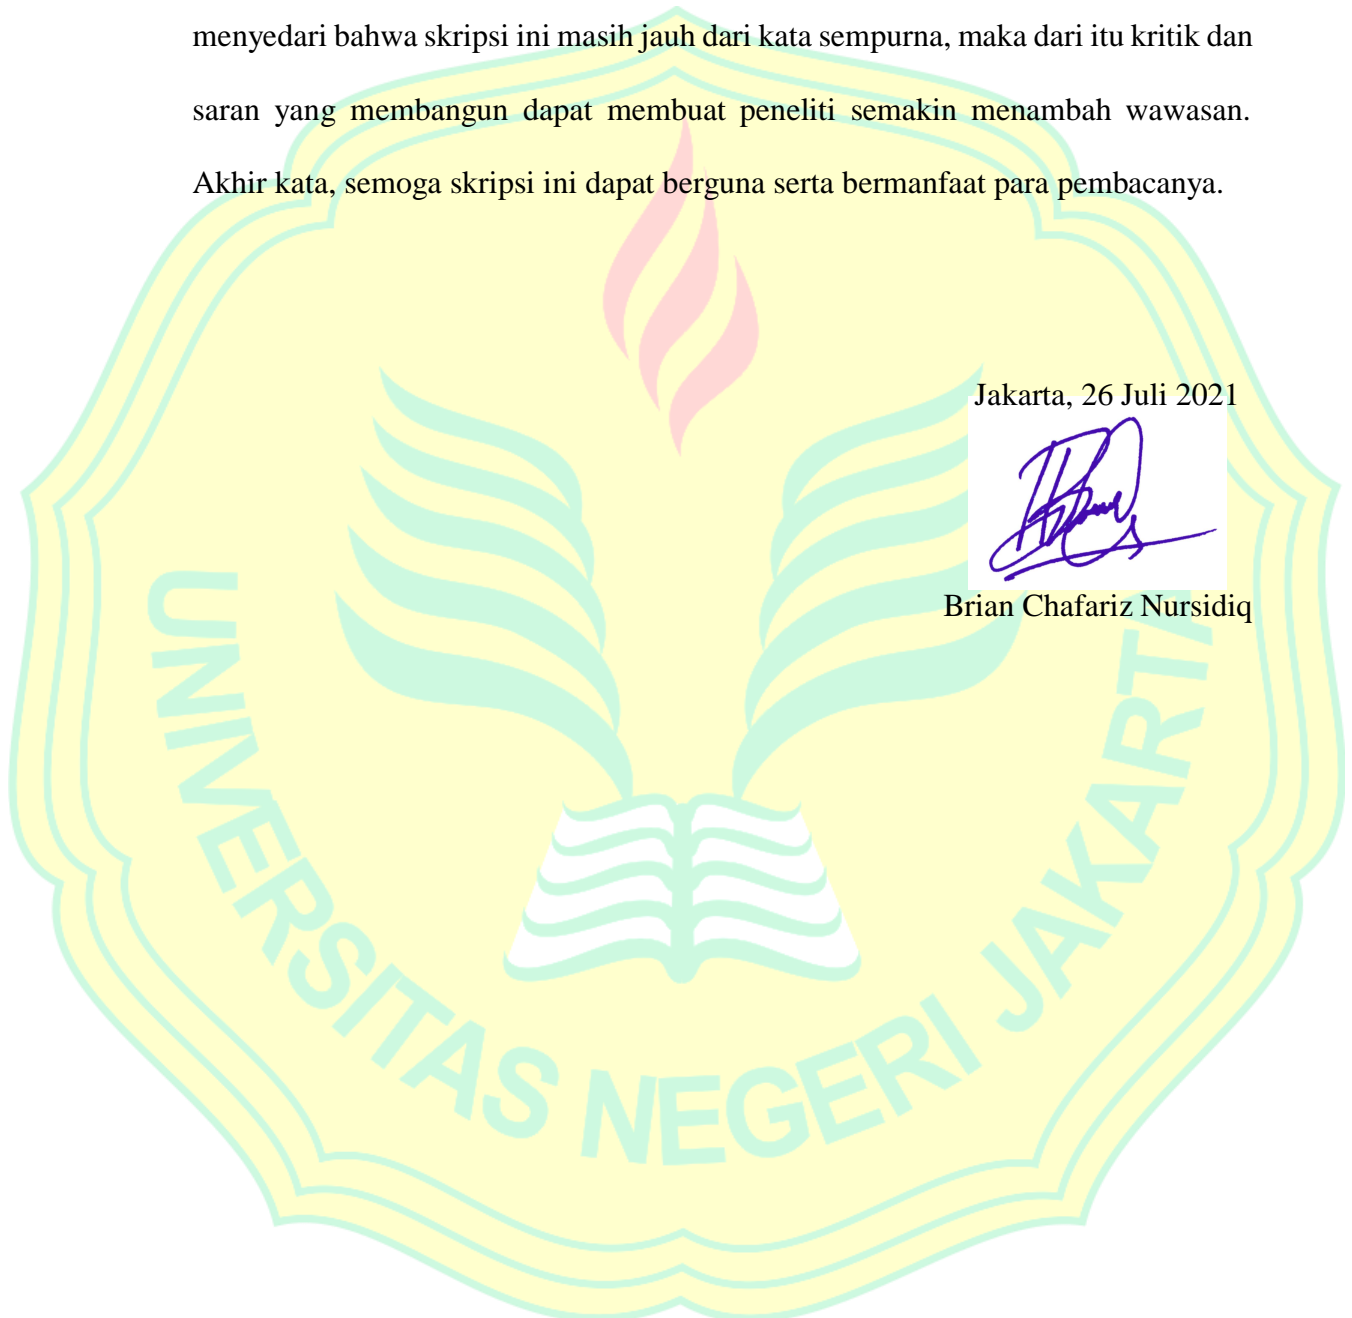 menyedari bahwa skripsi ini masih jauh dari kata sempurna, maka dari itu kritik dan
saran yang membangun dapat membuat peneliti semakin menambah wawasan.
Akhir kata, semoga skripsi ini dapat berguna serta bermanfaat para pembacanya.
Jakarta, 26 Juli 2021
Brian Chafariz Nursidiq
UNIVERSITAS NEGERI JAKARTA